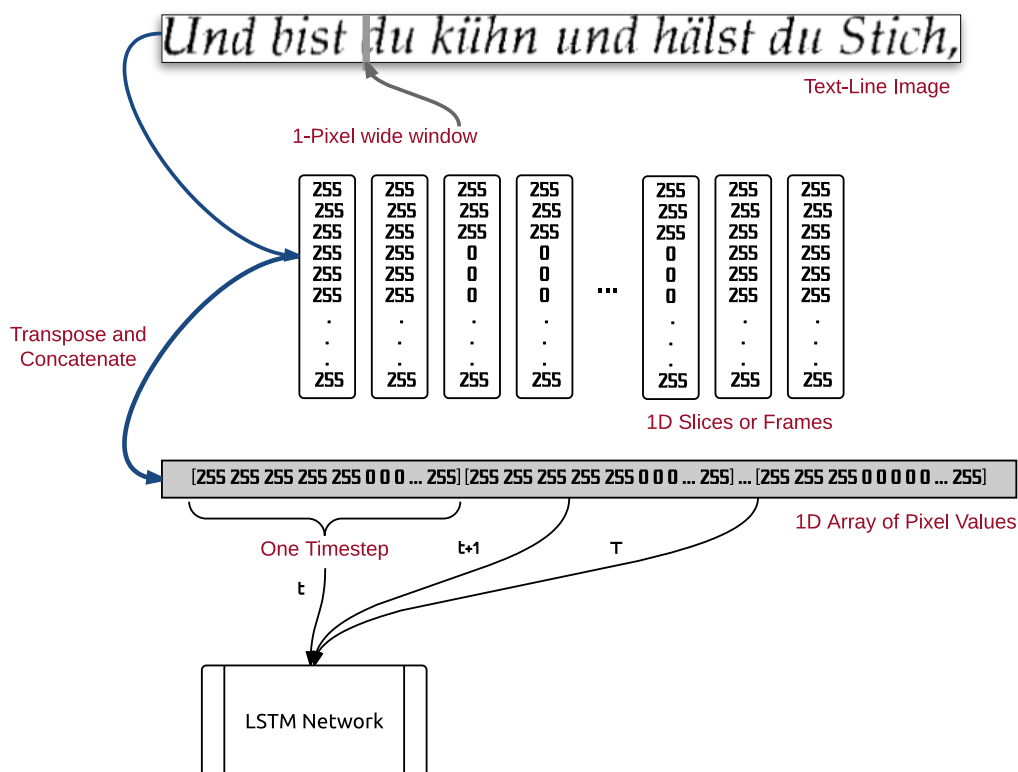 Und bist du kühn und hälst du Stich,
Text-Line Image
1-Pixel wide window
255 255 255 255 255 255 255
255 255 255 255 255 255 255
255 255 255 255 255 255 255
255 255 0 0 0 255 255
255 255 0 0 ... 0 255 255
255 255 0 0 0 255 255
. . . . . . .
. . . . . . .
. . . . . . .
255 255 255 255 255 255 255
Transpose and
Concatenate
1D Slices or Frames
[255 255 255 255 255 0 0 0 ... 255] [255 255 255 255 255 0 0 0 ... 255] ... [255 255 255 0 0 0 0 0 ... 255]
1D Array of Pixel Values
One Timestep
t t+1 T
LSTM Network